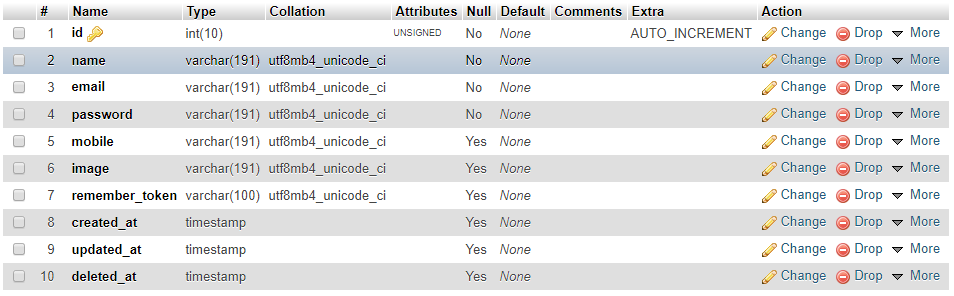 # Name Type Collation Attributes Null Default Comments Extra Action
1 id int(10) UNSIGNED No None AUTO_INCREMENT Change Drop More
2 name varchar(191) utf8mb4_unicode_ci No None Change Drop More
3 email varchar(191) utf8mb4_unicode_ci No None Change Drop More
4 password varchar(191) utf8mb4_unicode_ci No None Change Drop More
5 mobile varchar(191) utf8mb4_unicode_ci Yes None Change Drop More
6 image varchar(191) utf8mb4_unicode_ci Yes None Change Drop More
7 remember_token varchar(100) utf8mb4_unicode_ci Yes None Change Drop More
8 created_at timestamp Yes None Change Drop More
9 updated_at timestamp Yes None Change Drop More
10 deleted_at timestamp Yes None Change Drop More